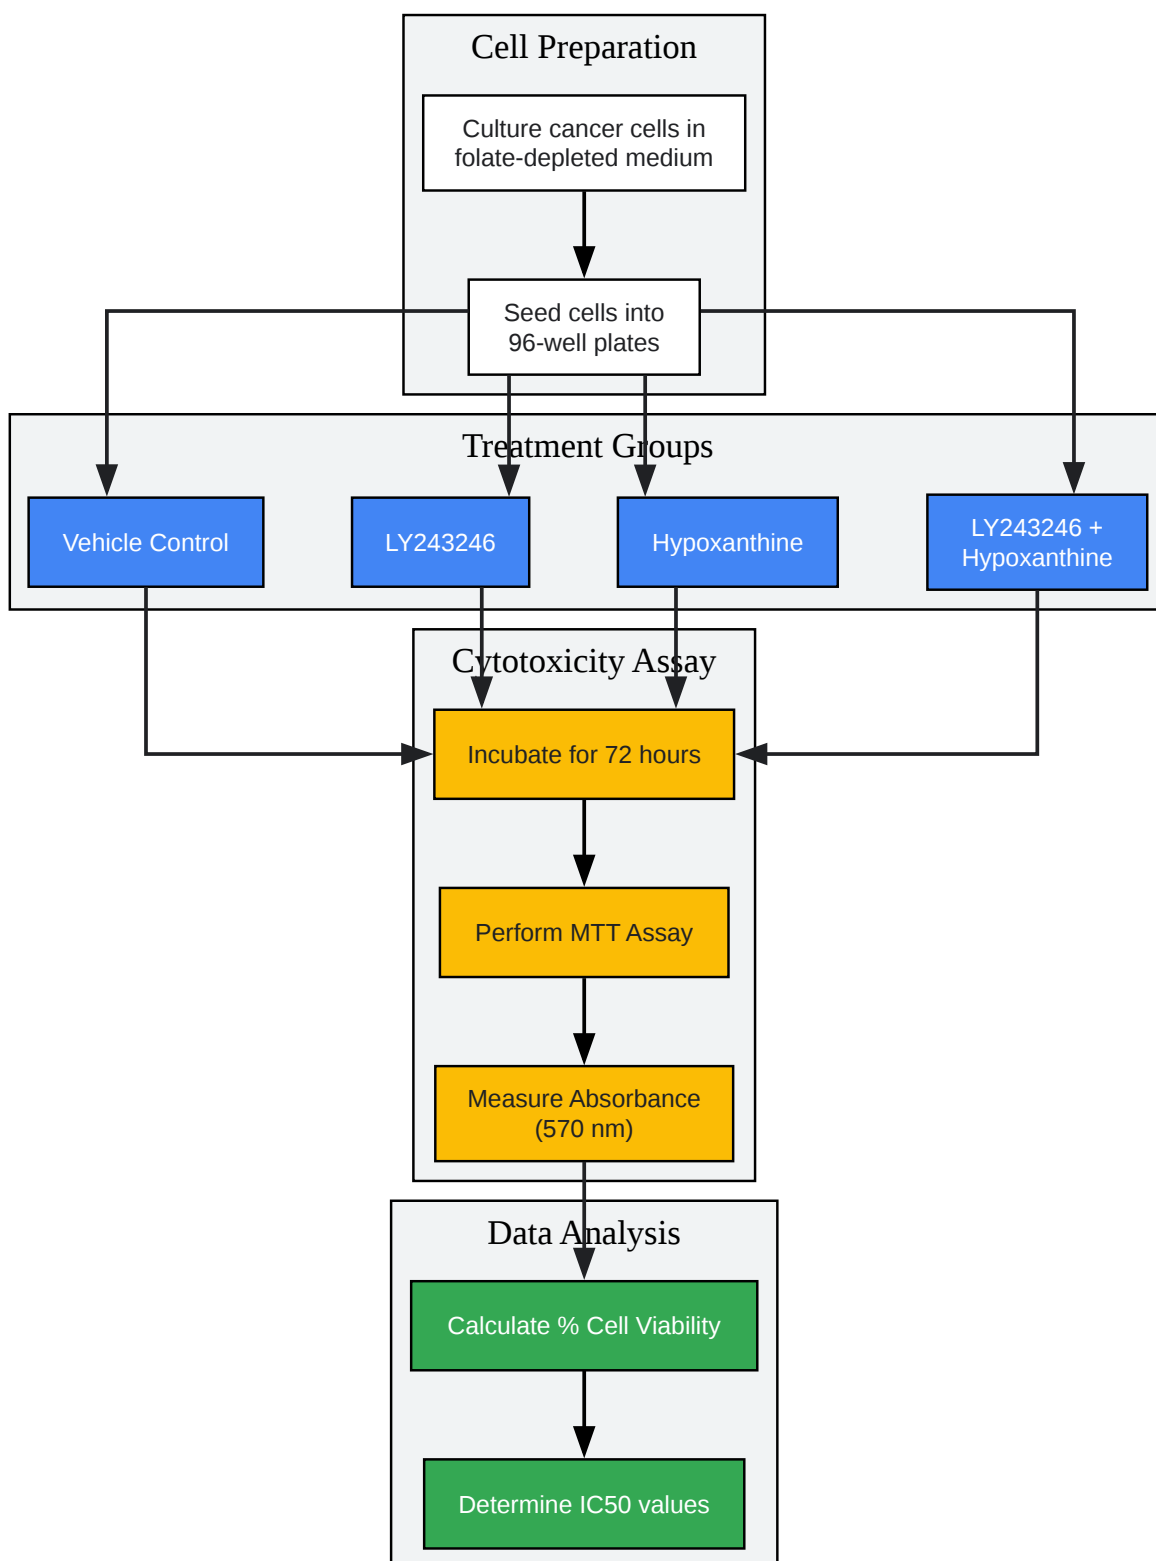 Cell Preparation
Culture cancer cells in
folate-depleted medium
Seed cells into
96-well plates
Treatment Groups
Vehicle Control
LY243246
Hypoxanthine
LY243246 +
Hypoxanthine
Cytotoxicity Assay
Incubate for 72 hours
Perform MTT Assay
Measure Absorbance
(570 nm)
Data Analysis
Calculate % Cell Viability
Determine IC50 values